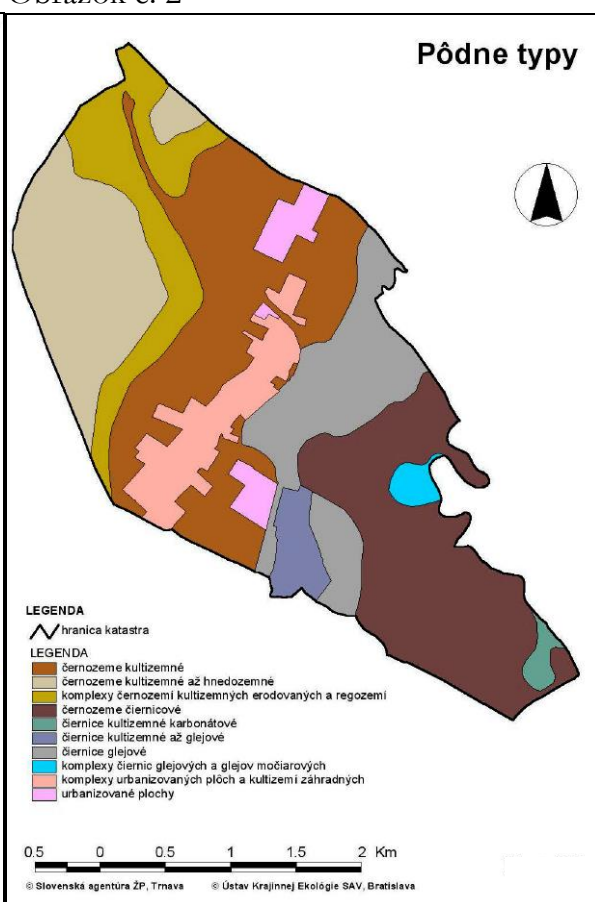 Obrázok č. 2
Pôdne typy
LEGENDA
hranica katastra
LEGENDA
černozeme kultizemné
černozeme kultizemné až hnedozemné
komplexy černozemí kultizemných erodovaných a regozemí
černozeme čiernicové
čiernice kultizemné karbonátové
čiernice kultizemné až glejové
čiernice glejové
komplexy čiernic glejových a glejov močiarových
komplexy urbanizovaných plôch a kultizemí záhradných
urbanizované plochy
0.5 0 0.5 1 1.5 2 Km
© Slovenská agentúra ŽP, Trnava © Ústav Krajinnej Ekológie SAV, Bratislava